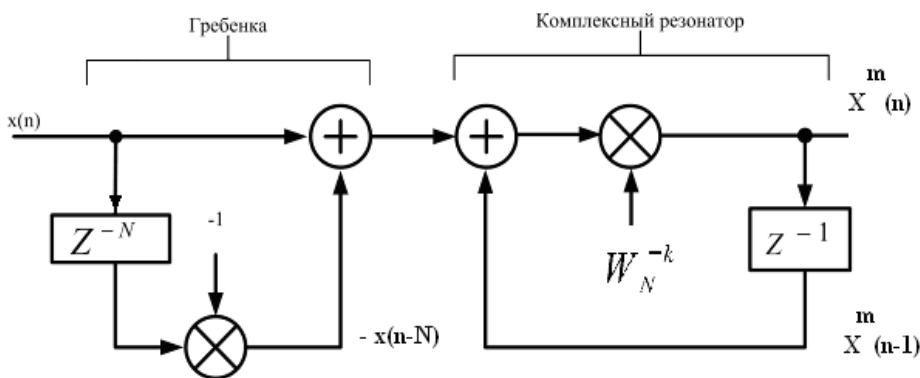 Гребенка
Комплексный резонатор
m
X (n)
x(n)
Z^{-N}
-1
W_N^{-k}
Z^{-1}
- x(n-N)
m
X (n-1)